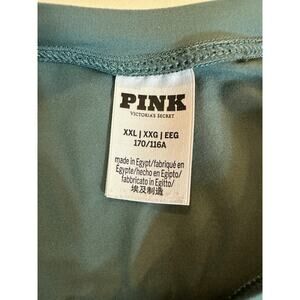 PINK
VICTORIA'S SECRET
XXL | XXG | EEG
170/116A
made in Egypt/fabriqué en
Égypte/hecho en Egipto/
fabbricato in Egitto/
埃及制造